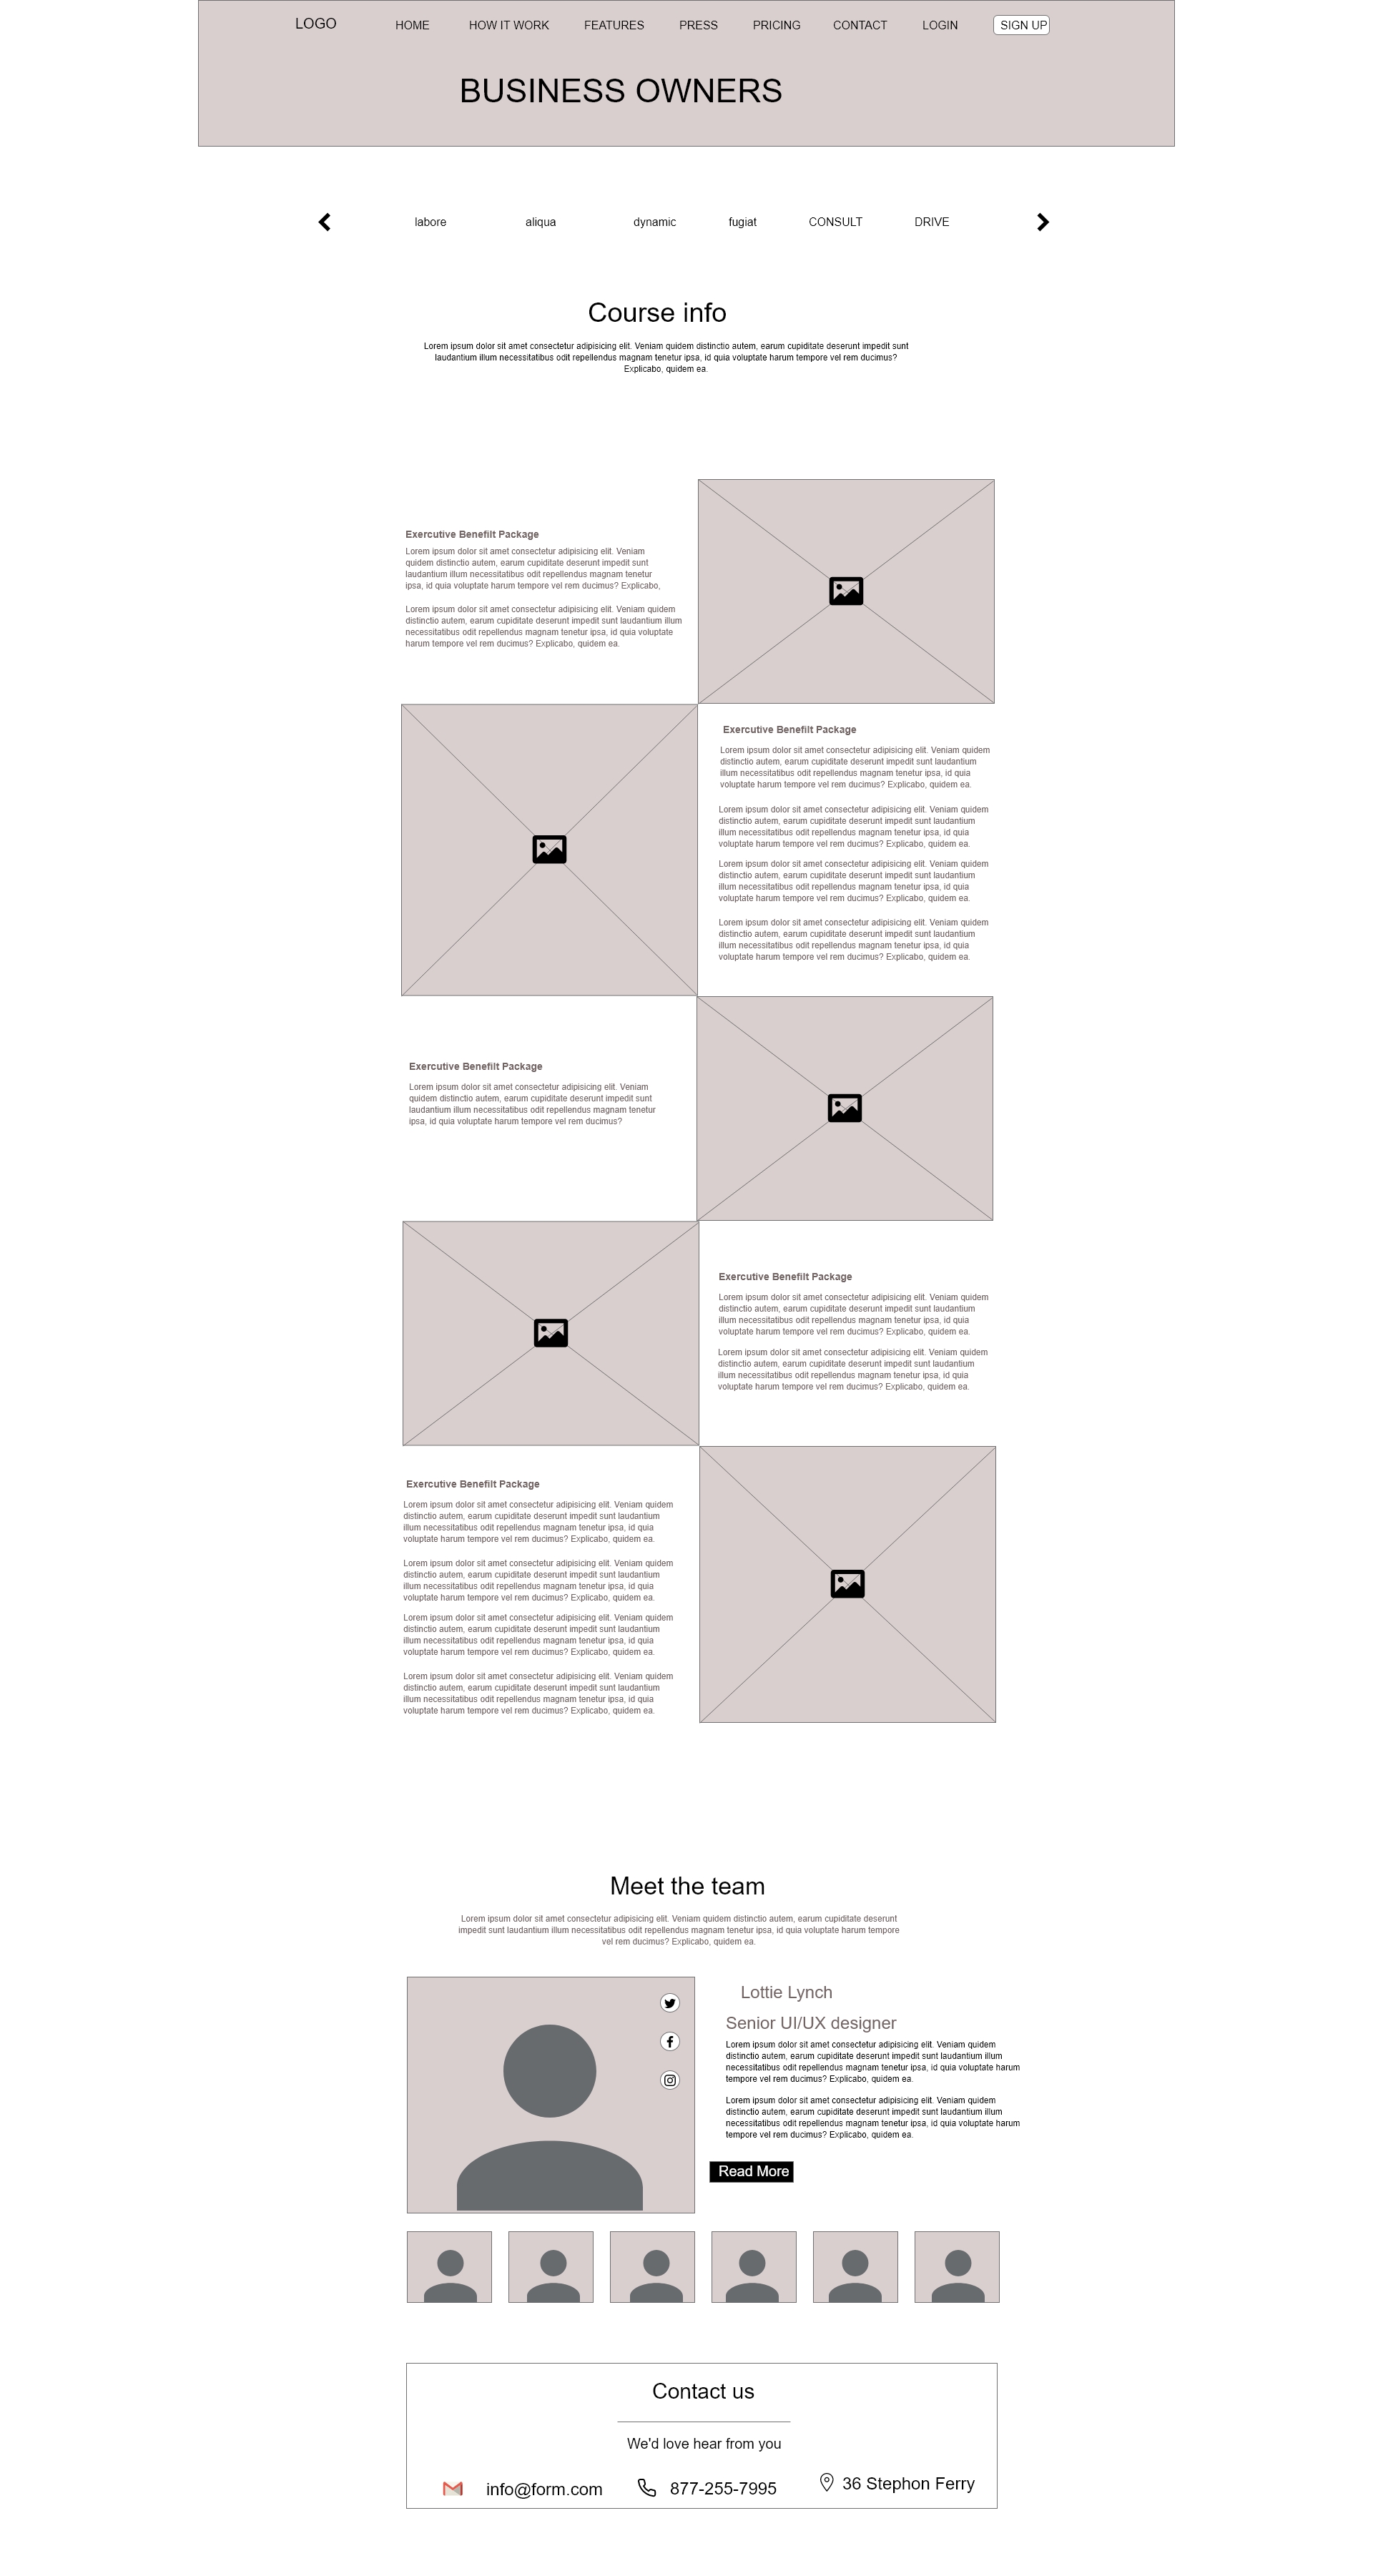 LOGO HOME HOW IT WORK FEATURES PRESS PRICING CONTACT LOGIN SIGN UP
BUSINESS OWNERS
labore aliqua dynamic fugiat CONSULT DRIVE
Course info
Lorem ipsum dolor sit amet consectetur adipisicing elit. Veniam quidem distinctio autem, earum cupiditate deserunt impedit sunt
laudantium illum necessitatibus odit repellendus magnam tenetur ipsa, id quia voluptate harum tempore vel rem ducimus?
Explicabo, quidem ea.
Exercutive Benefilt Package
Lorem ipsum dolor sit amet consectetur adipisicing elit. Veniam
quidem distinctio autem, earum cupiditate deserunt impedit sunt
laudantium illum necessitatibus odit repellendus magnam tenetur
ipsa, id quia voluptate harum tempore vel rem ducimus? Explicabo,
Lorem ipsum dolor sit amet consectetur adipisicing elit. Veniam quidem
distinctio autem, earum cupiditate deserunt impedit sunt laudantium illum
necessitatibus odit repellendus magnam tenetur ipsa, id quia voluptate
harum tempore vel rem ducimus? Explicabo, quidem ea.
Exercutive Benefilt Package
Lorem ipsum dolor sit amet consectetur adipisicing elit. Veniam quidem
distinctio autem, earum cupiditate deserunt impedit sunt laudantium
illum necessitatibus odit repellendus magnam tenetur ipsa, id quia
voluptate harum tempore vel rem ducimus? Explicabo, quidem ea.
Lorem ipsum dolor sit amet consectetur adipisicing elit. Veniam quidem
distinctio autem, earum cupiditate deserunt impedit sunt laudantium
illum necessitatibus odit repellendus magnam tenetur ipsa, id quia
voluptate harum tempore vel rem ducimus? Explicabo, quidem ea.
Lorem ipsum dolor sit amet consectetur adipisicing elit. Veniam quidem
distinctio autem, earum cupiditate deserunt impedit sunt laudantium
illum necessitatibus odit repellendus magnam tenetur ipsa, id quia
voluptate harum tempore vel rem ducimus? Explicabo, quidem ea.
Lorem ipsum dolor sit amet consectetur adipisicing elit. Veniam quidem
distinctio autem, earum cupiditate deserunt impedit sunt laudantium
illum necessitatibus odit repellendus magnam tenetur ipsa, id quia
voluptate harum tempore vel rem ducimus? Explicabo, quidem ea.
Exercutive Benefilt Package
Lorem ipsum dolor sit amet consectetur adipisicing elit. Veniam
quidem distinctio autem, earum cupiditate deserunt impedit sunt
laudantium illum necessitatibus odit repellendus magnam tenetur
ipsa, id quia voluptate harum tempore vel rem ducimus?
Exercutive Benefilt Package
Lorem ipsum dolor sit amet consectetur adipisicing elit. Veniam quidem
distinctio autem, earum cupiditate deserunt impedit sunt laudantium
illum necessitatibus odit repellendus magnam tenetur ipsa, id quia
voluptate harum tempore vel rem ducimus? Explicabo, quidem ea.
Lorem ipsum dolor sit amet consectetur adipisicing elit. Veniam quidem
distinctio autem, earum cupiditate deserunt impedit sunt laudantium
illum necessitatibus odit repellendus magnam tenetur ipsa, id quia
voluptate harum tempore vel rem ducimus? Explicabo, quidem ea.
Exercutive Benefilt Package
Lorem ipsum dolor sit amet consectetur adipisicing elit. Veniam quidem
distinctio autem, earum cupiditate deserunt impedit sunt laudantium
illum necessitatibus odit repellendus magnam tenetur ipsa, id quia
voluptate harum tempore vel rem ducimus? Explicabo, quidem ea.
Lorem ipsum dolor sit amet consectetur adipisicing elit. Veniam quidem
distinctio autem, earum cupiditate deserunt impedit sunt laudantium
illum necessitatibus odit repellendus magnam tenetur ipsa, id quia
voluptate harum tempore vel rem ducimus? Explicabo, quidem ea.
Lorem ipsum dolor sit amet consectetur adipisicing elit. Veniam quidem
distinctio autem, earum cupiditate deserunt impedit sunt laudantium
illum necessitatibus odit repellendus magnam tenetur ipsa, id quia
voluptate harum tempore vel rem ducimus? Explicabo, quidem ea.
Lorem ipsum dolor sit amet consectetur adipisicing elit. Veniam quidem
distinctio autem, earum cupiditate deserunt impedit sunt laudantium
illum necessitatibus odit repellendus magnam tenetur ipsa, id quia
voluptate harum tempore vel rem ducimus? Explicabo, quidem ea.
Meet the team
Lorem ipsum dolor sit amet consectetur adipisicing elit. Veniam quidem distinctio autem, earum cupiditate deserunt
impedit sunt laudantium illum necessitatibus odit repellendus magnam tenetur ipsa, id quia voluptate harum tempore
vel rem ducimus? Explicabo, quidem ea.
Lottie Lynch
Senior UI/UX designer
Lorem ipsum dolor sit amet consectetur adipisicing elit. Veniam quidem
distinctio autem, earum cupiditate deserunt impedit sunt laudantium illum
necessitatibus odit repellendus magnam tenetur ipsa, id quia voluptate harum
tempore vel rem ducimus? Explicabo, quidem ea.
Lorem ipsum dolor sit amet consectetur adipisicing elit. Veniam quidem
distinctio autem, earum cupiditate deserunt impedit sunt laudantium illum
necessitatibus odit repellendus magnam tenetur ipsa, id quia voluptate harum
tempore vel rem ducimus? Explicabo, quidem ea.
Read More
Contact us
We'd love hear from you
info@form.com 877-255-7995 36 Stephon Ferry